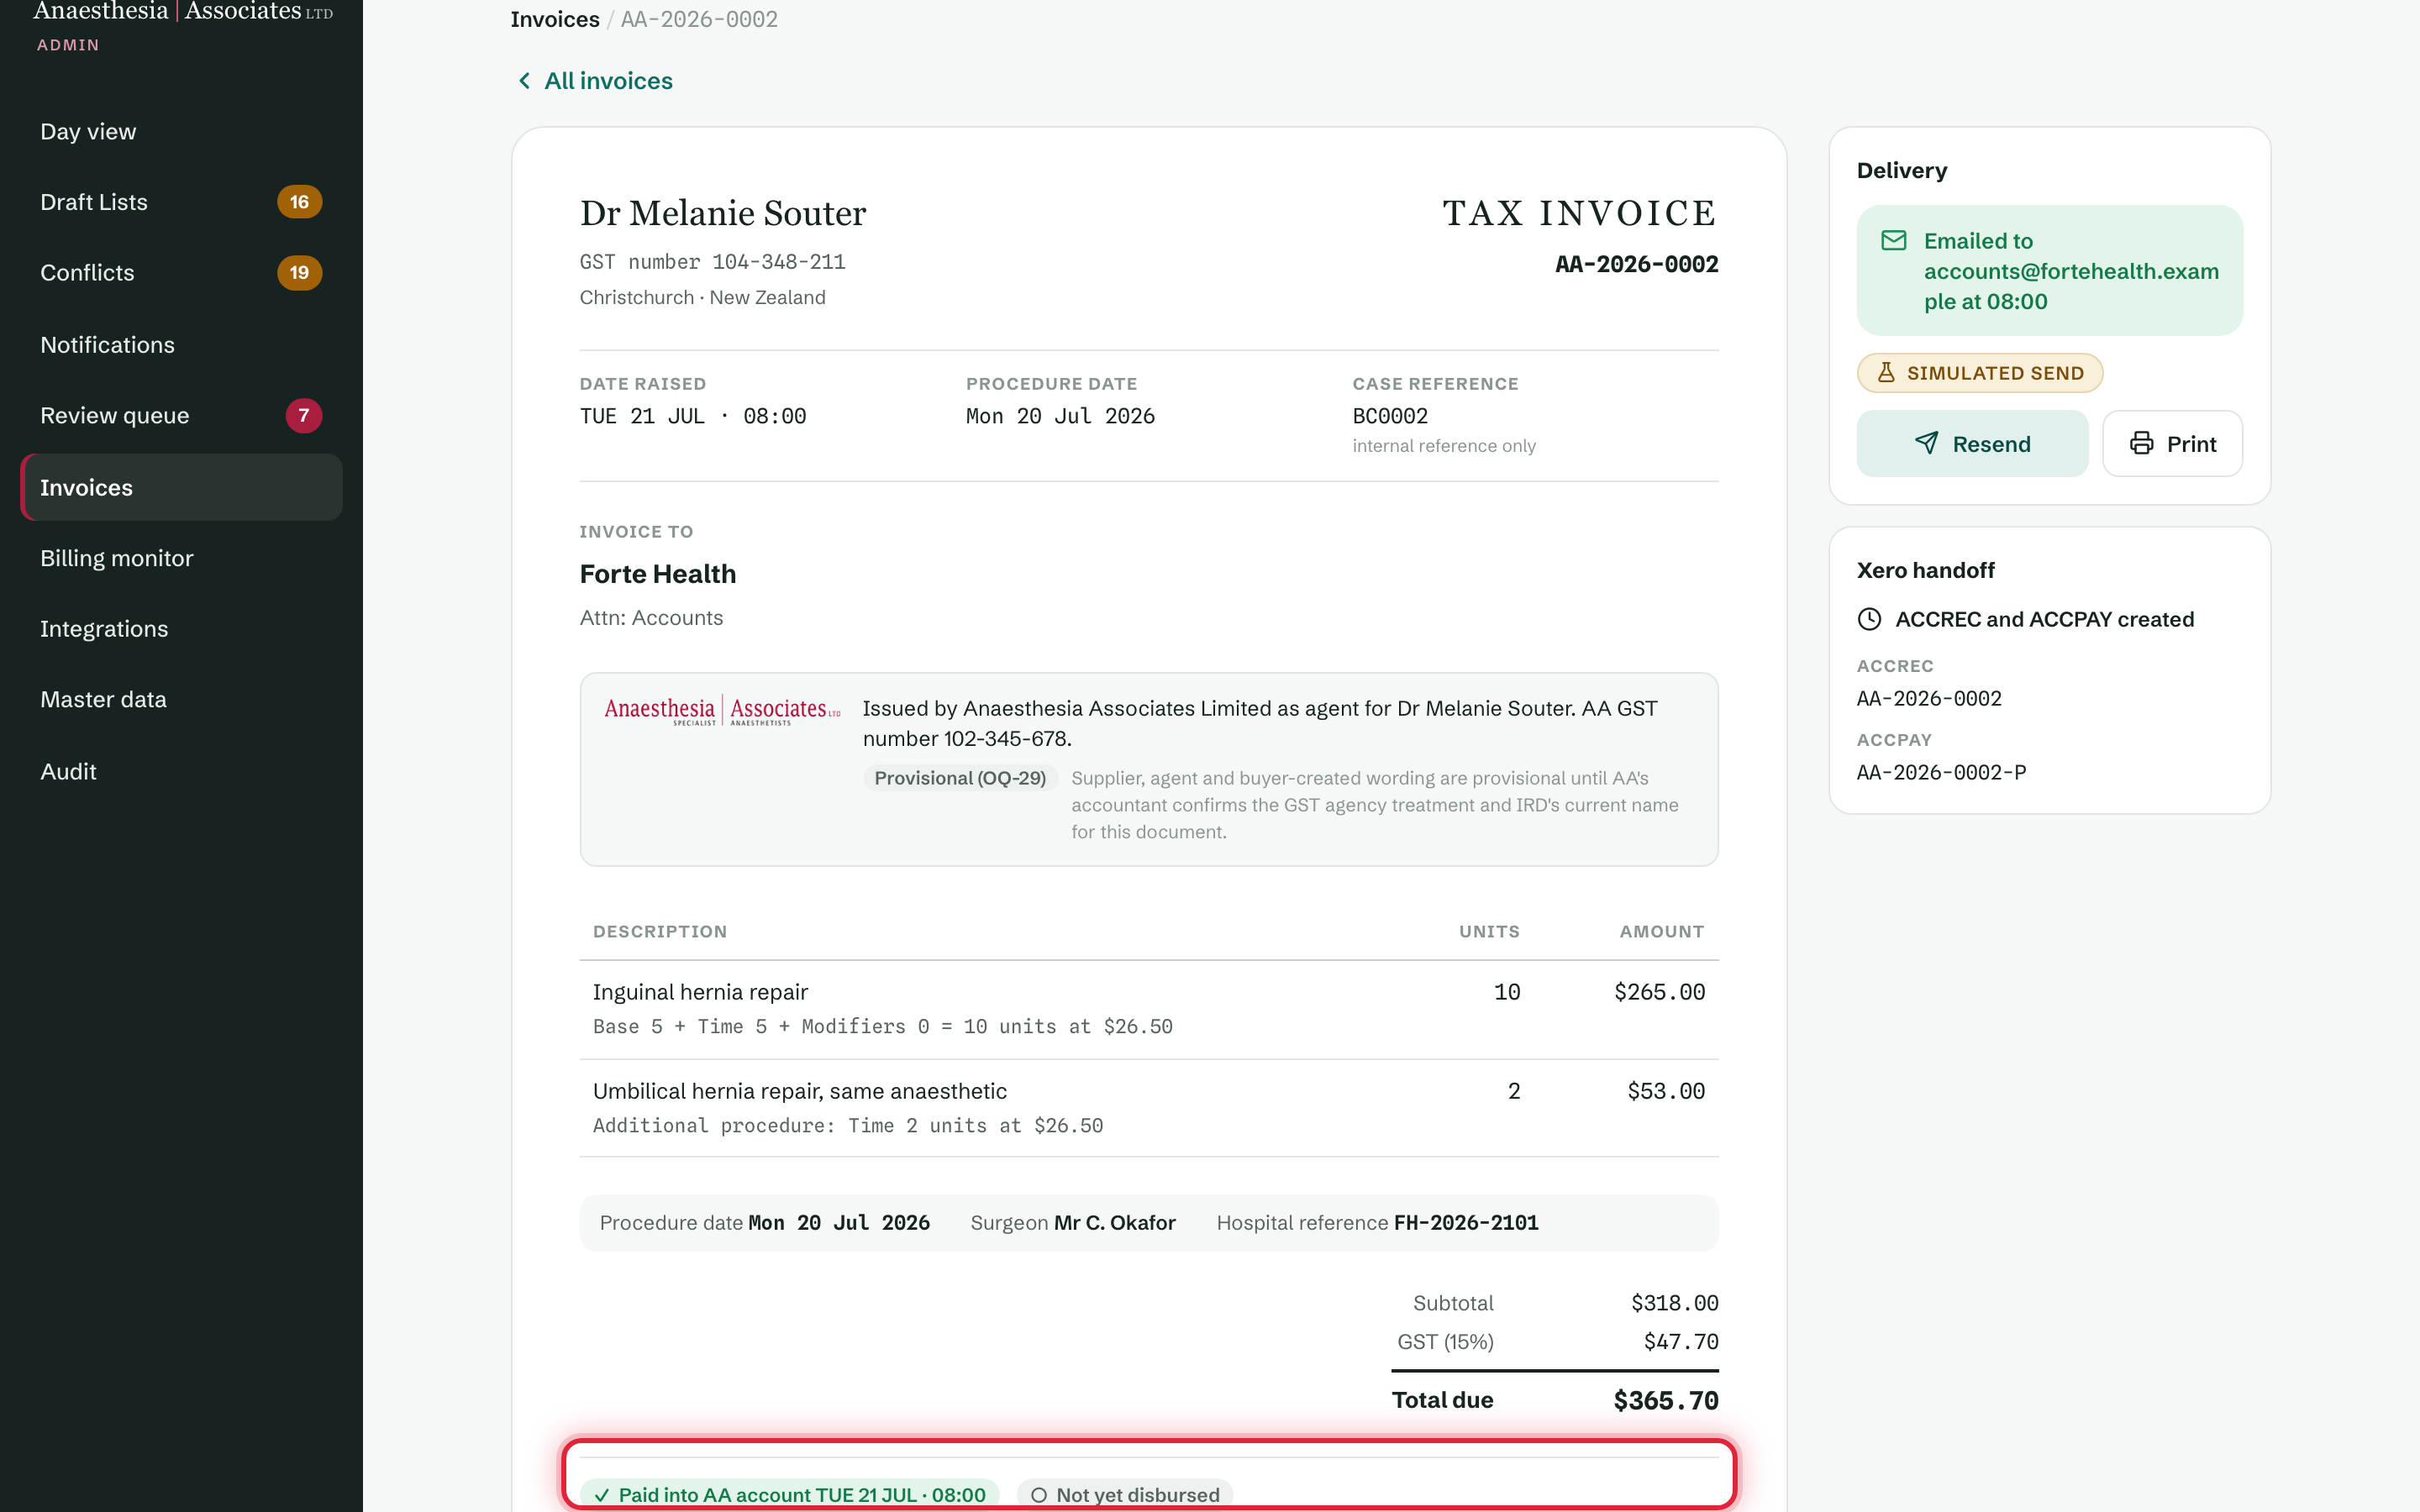 Anaesthesia | Associates LTD
ADMIN
Day view
Draft Lists 16
Conflicts 19
Notifications
Review queue 7
Invoices
Billing monitor
Integrations
Master data
Audit
Invoices / AA-2026-0002
All invoices
Dr Melanie Souter
GST number 104-348-211
Christchurch · New Zealand
TAX INVOICE
AA-2026-0002
DATE RAISED
TUE 21 JUL · 08:00
PROCEDURE DATE
Mon 20 Jul 2026
CASE REFERENCE
BC0002
internal reference only
INVOICE TO
Forte Health
Attn: Accounts
Anaesthesia | Associates LTD
SPECIALIST ANAESTHETISTS
Issued by Anaesthesia Associates Limited as agent for Dr Melanie Souter. AA GST
number 102-345-678.
Provisional (OQ-29)
Supplier, agent and buyer-created wording are provisional until AA's
accountant confirms the GST agency treatment and IRD's current name
for this document.
DESCRIPTION UNITS AMOUNT
Inguinal hernia repair 10 $265.00
Base 5 + Time 5 + Modifiers 0 = 10 units at $26.50
Umbilical hernia repair, same anaesthetic 2 $53.00
Additional procedure: Time 2 units at $26.50
Procedure date Mon 20 Jul 2026 Surgeon Mr C. Okafor Hospital reference FH-2026-2101
Subtotal $318.00
GST (15%) $47.70
Total due $365.70
Paid into AA account TUE 21 JUL · 08:00 Not yet disbursed
Delivery
Emailed to
accounts@fortehealth.exam
ple at 08:00
SIMULATED SEND
Resend Print
Xero handoff
ACCREC and ACCPAY created
ACCREC
AA-2026-0002
ACCPAY
AA-2026-0002-P